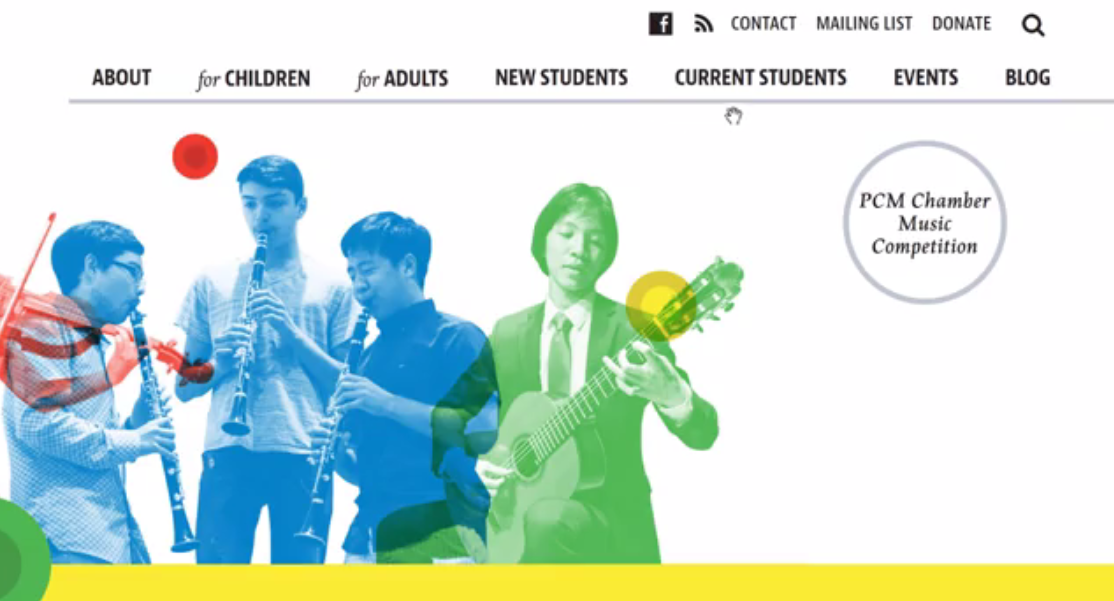 CONTACT MAILING LIST DONATE
ABOUT for CHILDREN for ADULTS NEW STUDENTS CURRENT STUDENTS EVENTS BLOG
PCM Chamber
Music
Competition